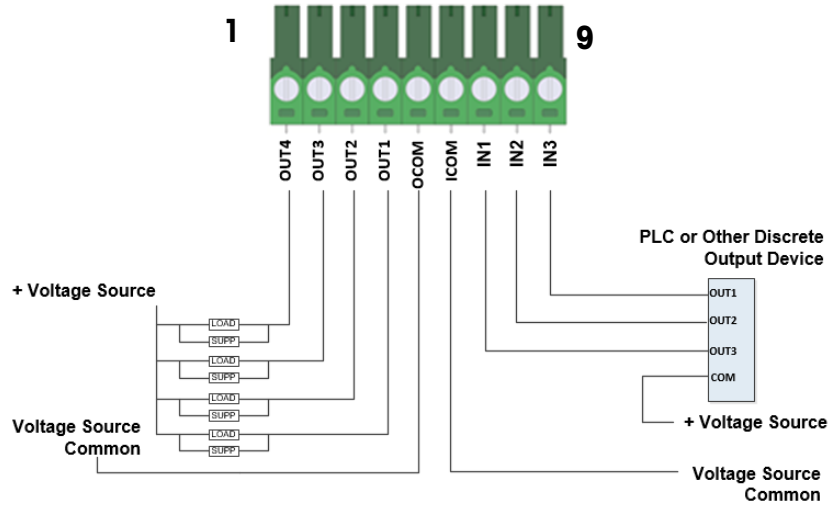 1
9
OUT4
OUT3
OUT2
OUT1
OCOM
ICOM
IN1
IN2
IN3
PLC or Other Discrete
Output Device
OUT1
OUT2
OUT3
COM
+ Voltage Source
Voltage Source
Common
+ Voltage Source
LOAD
SUPP
LOAD
SUPP
LOAD
SUPP
LOAD
SUPP
Voltage Source
Common